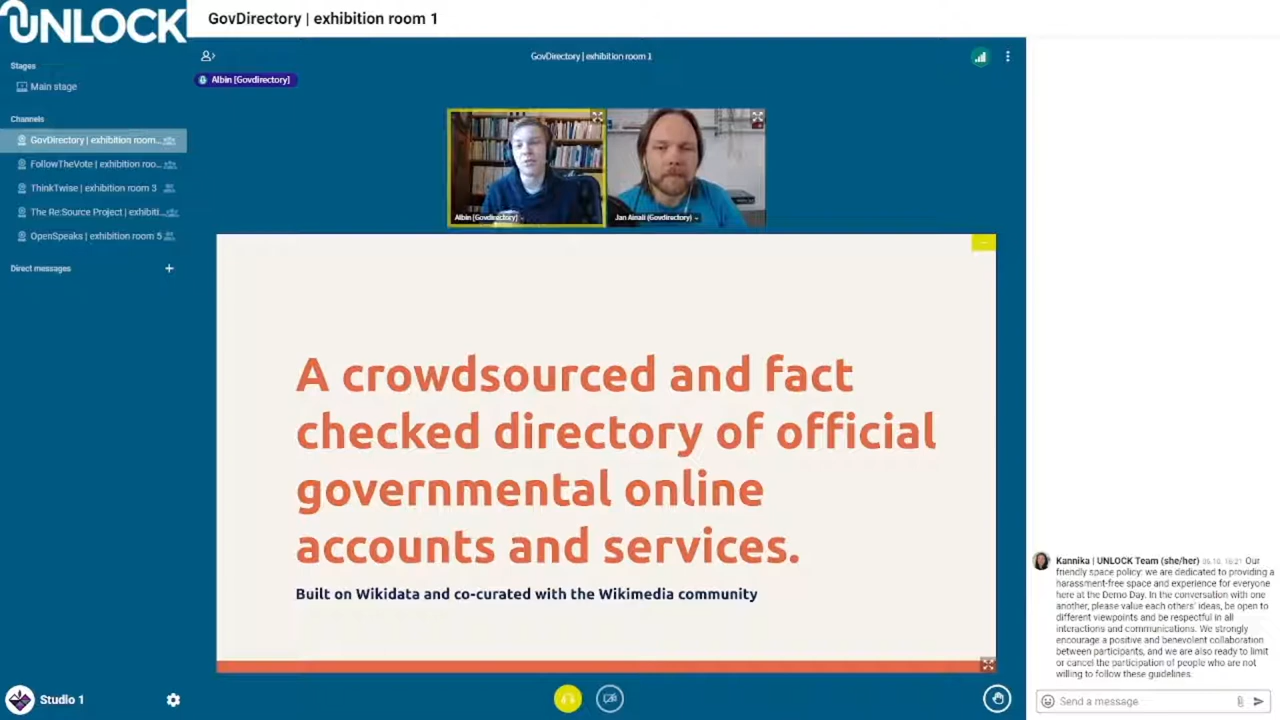 UNLOCK
GovDirectory | exhibition room 1
Stages
Main stage
Channels
GovDirectory | exhibition room...
FollowTheVote | exhibition roo...
ThinkTwise | exhibition room 3
The Re:Source Project | exhibiti...
OpenSpeaks | exhibition room 5
Direct messages
Studio 1
GovDirectory | exhibition room 1
Albin [Govdirectory]
Albin [Govdirectory]
Jan Ainali (Govdirectory)
A crowdsourced and fact
checked directory of official
governmental online
accounts and services.
Built on Wikidata and co-curated with the Wikimedia community
Kannika | UNLOCK Team (she/her) 05.10. 16:21 Our
friendly space policy: we are dedicated to providing a
harassment-free space and experience for everyone
here at the Demo Day. In the conversation with one
another, please value each others' ideas, be open to
different viewpoints and be respectful in all
interactions and communications. We strongly
encourage a positive and benevolent collaboration
between participants, and we are also ready to limit
or cancel the participation of people who are not
willing to follow these guidelines.
Send a message